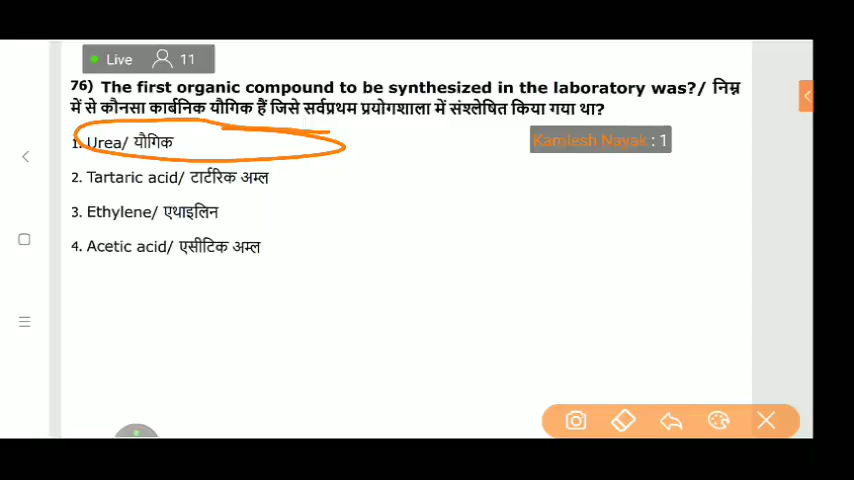 Live 11
76) The first organic compound to be synthesized in the laboratory was?/ निम्न
में से कौनसा कार्बनिक यौगिक हैं जिसे सर्वप्रथम प्रयोगशाला में संश्लेषित किया गया था?
1. Urea/ यौगिक
Kamlesh Nayak : 1
2. Tartaric acid/ टार्टरिक अम्ल
3. Ethylene/ एथाइलिन
4. Acetic acid/ एसीटिक अम्ल